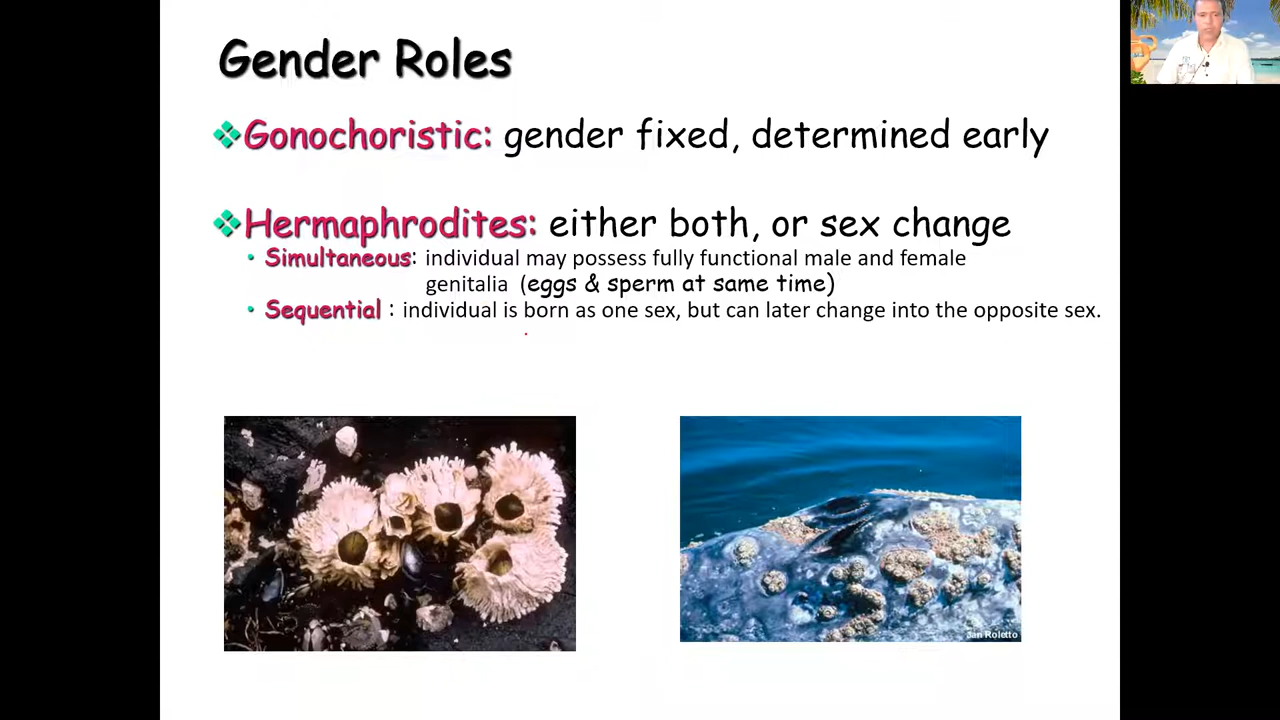 Gender Roles
❖Gonochoristic: gender fixed, determined early
❖Hermaphrodites: either both, or sex change
• Simultaneous: individual may possess fully functional male and female
genitalia (eggs & sperm at same time)
• Sequential : individual is born as one sex, but can later change into the opposite sex.
Jan Roletto